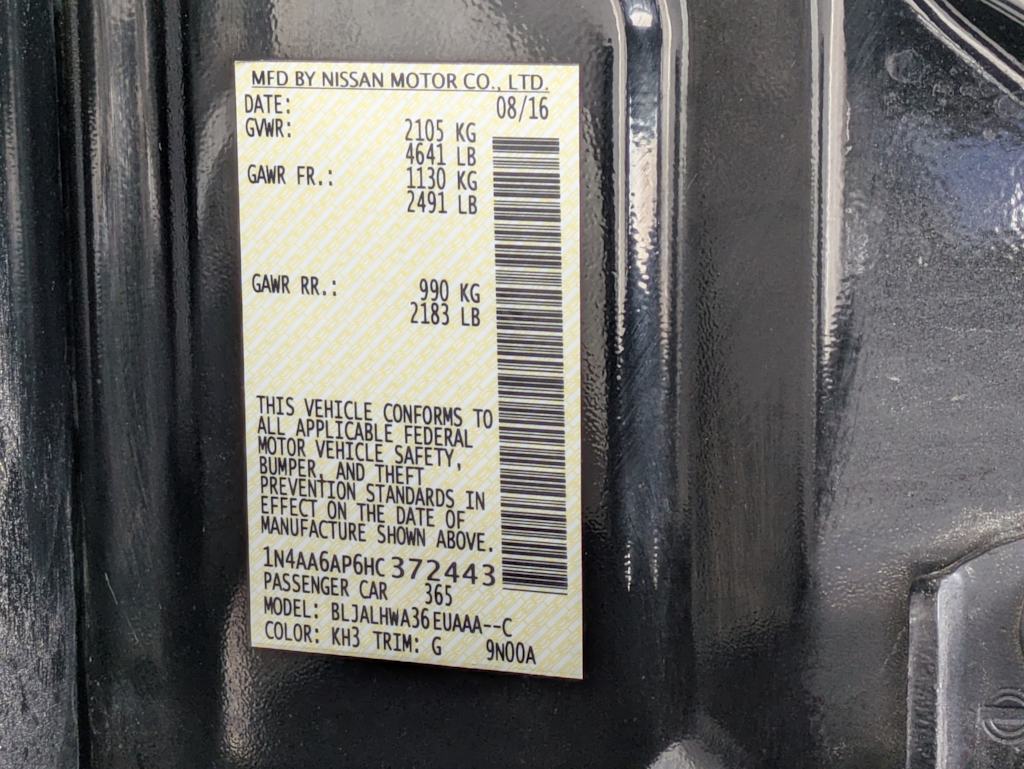 MFD BY NISSAN MOTOR CO., LTD.
DATE: 08/16
GVWR: 2105 KG
4641 LB
GAWR FR.: 1130 KG
2491 LB
GAWR RR.: 990 KG
2183 LB
THIS VEHICLE CONFORMS TO
ALL APPLICABLE FEDERAL
MOTOR VEHICLE SAFETY,
BUMPER, AND THEFT
PREVENTION STANDARDS IN
EFFECT ON THE DATE OF
MANUFACTURE SHOWN ABOVE.
1N4AA6AP6HC372443
PASSENGER CAR 365
MODEL: BLJALHWA36EUAAA--C
COLOR: KH3 TRIM: G 9N00A